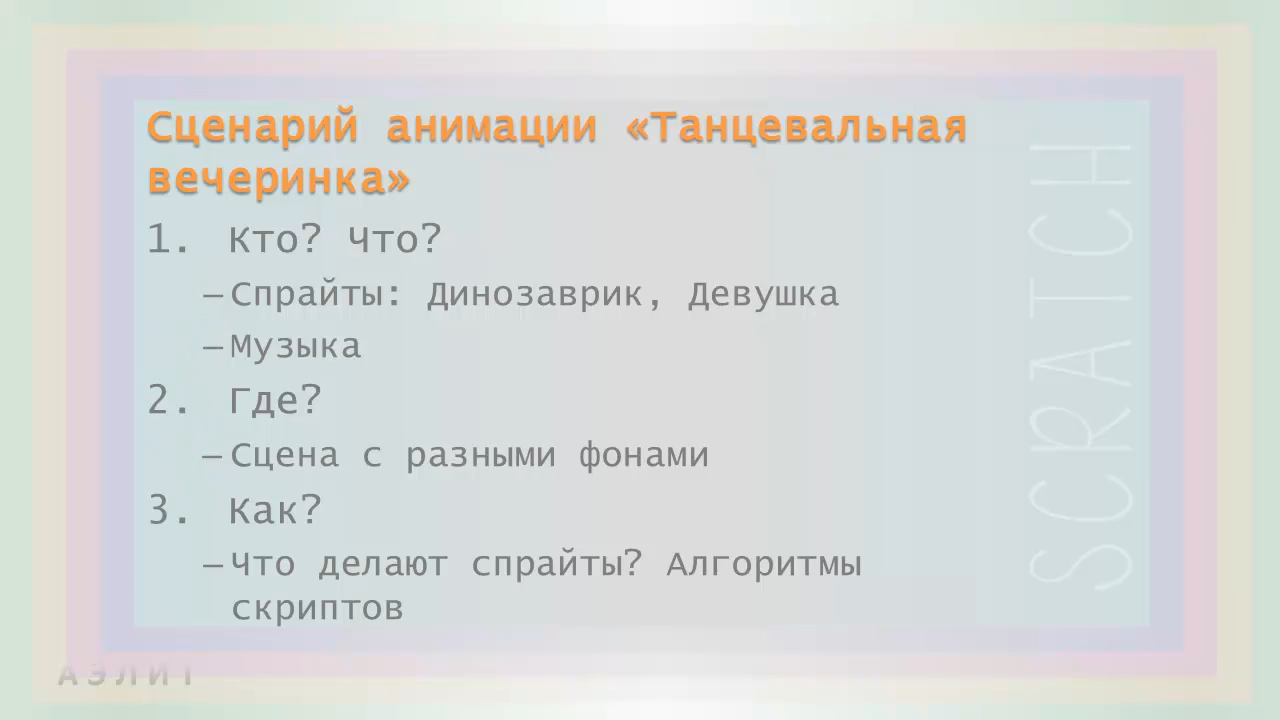 Сценарий анимации «Танцевальная
вечеринка»
1. Кто? Что?
–Спрайты: Динозаврик, Девушка
–Музыка
2. Где?
–Сцена с разными фонами
3. Как?
–Что делают спрайты? Алгоритмы
скриптов
SCRATCH